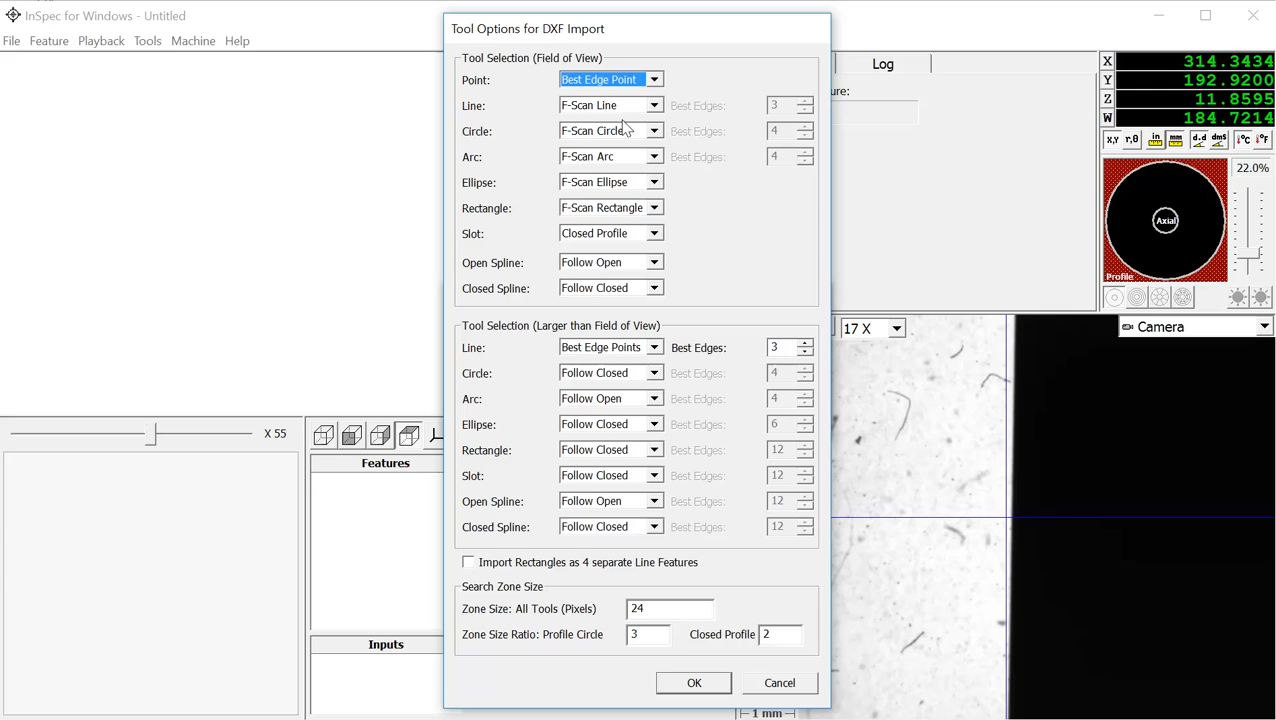 InSpec for Windows - Untitled
File Feature Playback Tools Machine Help
Tool Options for DXF Import
Tool Selection (Field of View)
Point: Best Edge Point
Line: F-Scan Line Best Edges: 3
Circle: F-Scan Circle Best Edges: 4
Arc: F-Scan Arc Best Edges: 4
Ellipse: F-Scan Ellipse
Rectangle: F-Scan Rectangle
Slot: Closed Profile
Open Spline: Follow Open
Closed Spline: Follow Closed
Tool Selection (Larger than Field of View)
Line: Best Edge Points Best Edges: 3
Circle: Follow Closed Best Edges: 4
Arc: Follow Open Best Edges: 4
Ellipse: Follow Closed Best Edges: 6
Rectangle: Follow Closed Best Edges: 12
Slot: Follow Closed Best Edges: 12
Open Spline: Follow Open Best Edges: 12
Closed Spline: Follow Closed Best Edges: 12
Import Rectangles as 4 separate Line Features
Search Zone Size
Zone Size: All Tools (Pixels) 24
Zone Size Ratio: Profile Circle 3 Closed Profile 2
OK Cancel
Log
X 314.3434
Y 192.9200
Z 11.8595
W 184.7214
x,y r,θ in mm d.d dms °C °F
22.0%
Axial
Profile
17 X
Camera
X 55
Features
Inputs
1 mm